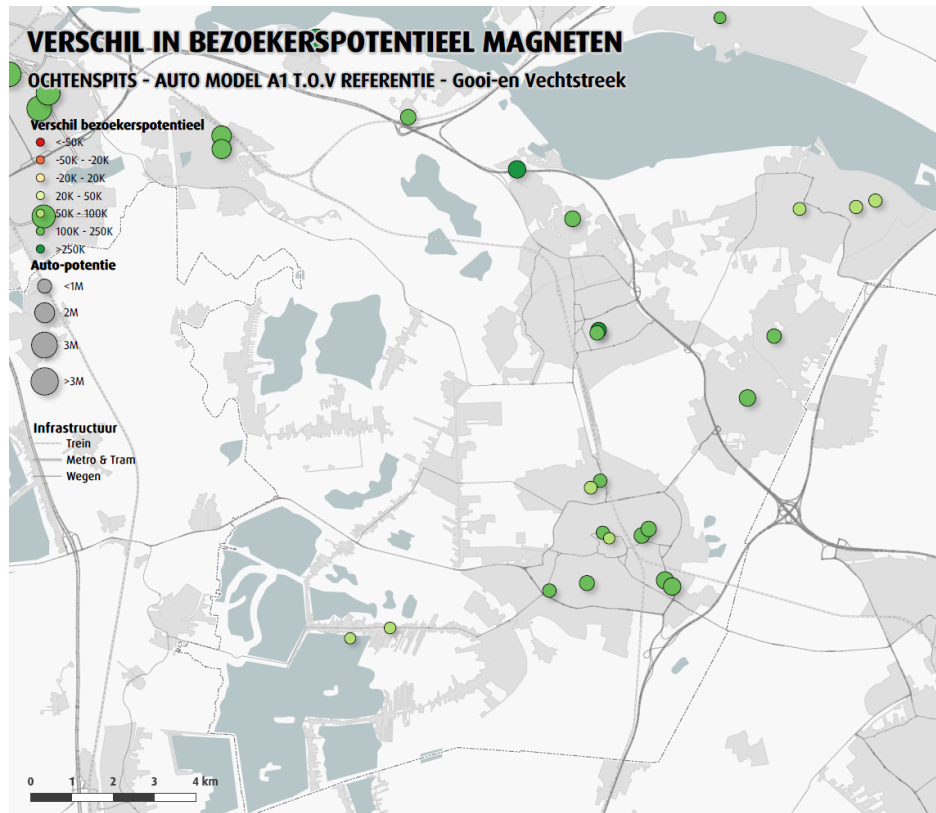 VERSCHIL IN BEZOEKERSPOTENTIEEL MAGNETEN
OCHTENSPITS - AUTO MODEL A1 T.O.V REFERENTIE - Gooi-en Vechtstreek
Verschil bezoekerspotentieel
<-50K
-50K - -20K
-20K - 20K
20K - 50K
50K - 100K
100K - 250K
>250K
Auto-potentie
<1M
2M
3M
>3M
Infrastructuur
Trein
Metro & Tram
Wegen
0 1 2 3 4 km